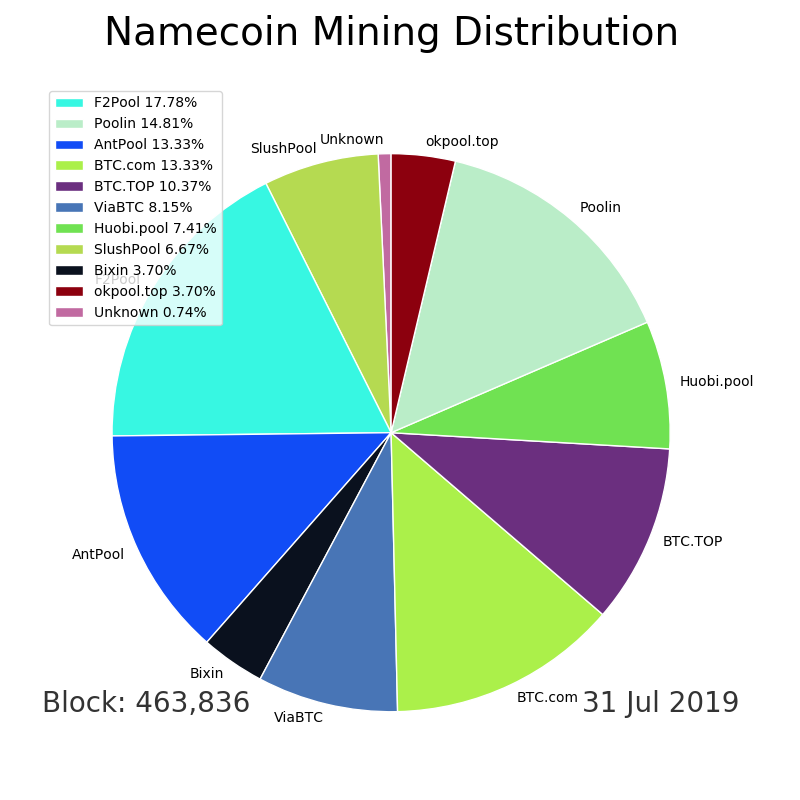 Namecoin Mining Distribution
F2Pool 17.78%
Poolin 14.81%
AntPool 13.33%
BTC.com 13.33%
BTC.TOP 10.37%
ViaBTC 8.15%
Huobi.pool 7.41%
SlushPool 6.67%
Bixin 3.70%
okpool.top 3.70%
Unknown 0.74%
SlushPool
Unknown
okpool.top
Poolin
F2Pool
Huobi.pool
AntPool
BTC.TOP
Bixin
ViaBTC
BTC.com
Block: 463,836
31 Jul 2019